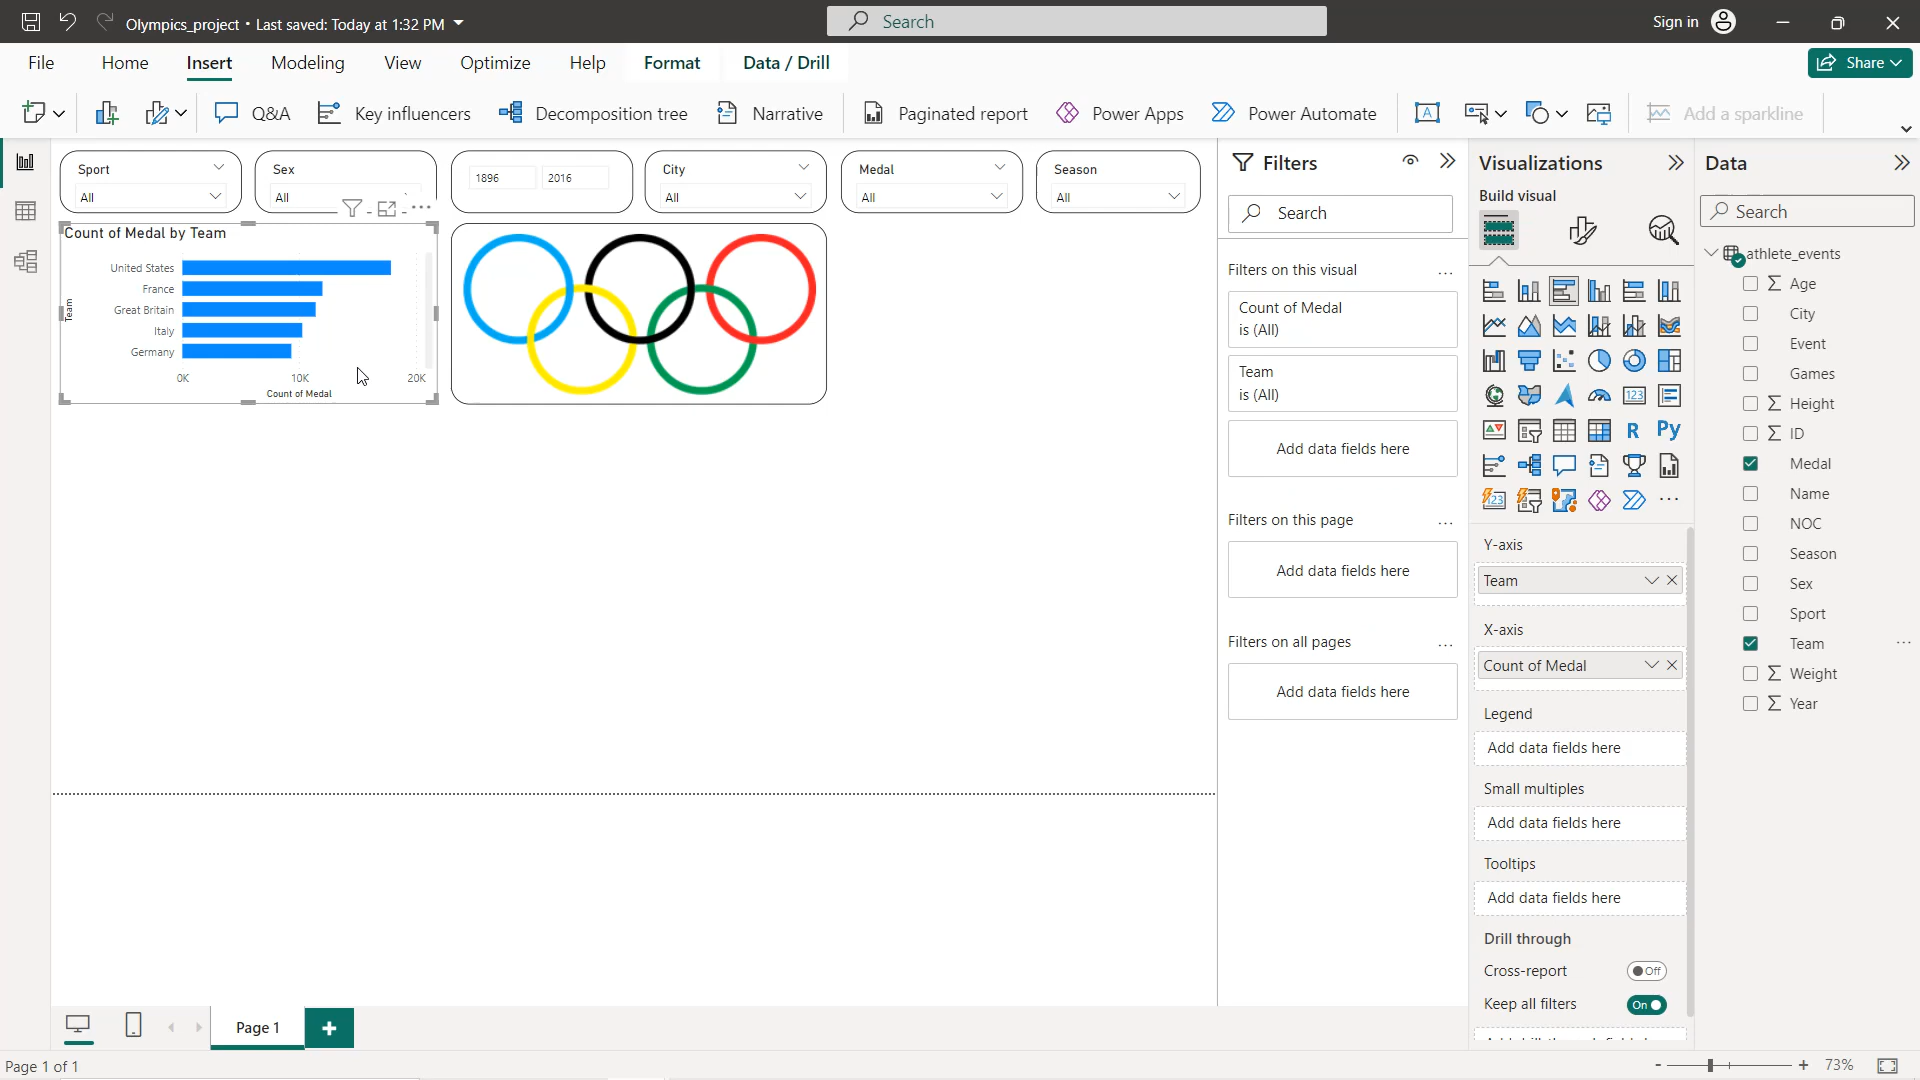 Olympics_project • Last saved: Today at 1:32 PM
Search
Sign in
File
Home
Insert
Modeling
View
Optimize
Help
Format
Data / Drill
Share
Q&A
Key influencers
Decomposition tree
Narrative
Paginated report
Power Apps
Power Automate
Add a sparkline
Sport
All
Sex
All
1896
2016
City
All
Medal
All
Season
All
Count of Medal by Team
Team
United States
France
Great Britain
Italy
Germany
0K
10K
20K
Count of Medal
Filters
Search
Filters on this visual
Count of Medal
is (All)
Team
is (All)
Add data fields here
Filters on this page
Add data fields here
Filters on all pages
Add data fields here
Visualizations
Build visual
123
R
Py
123
Y-axis
Team
X-axis
Count of Medal
Legend
Add data fields here
Small multiples
Add data fields here
Tooltips
Add data fields here
Drill through
Cross-report
Off
Keep all filters
On
Data
Search
athlete_events
Age
City
Event
Games
Height
ID
Medal
Name
NOC
Season
Sex
Sport
Team
Weight
Year
Page 1
Page 1 of 1
73%